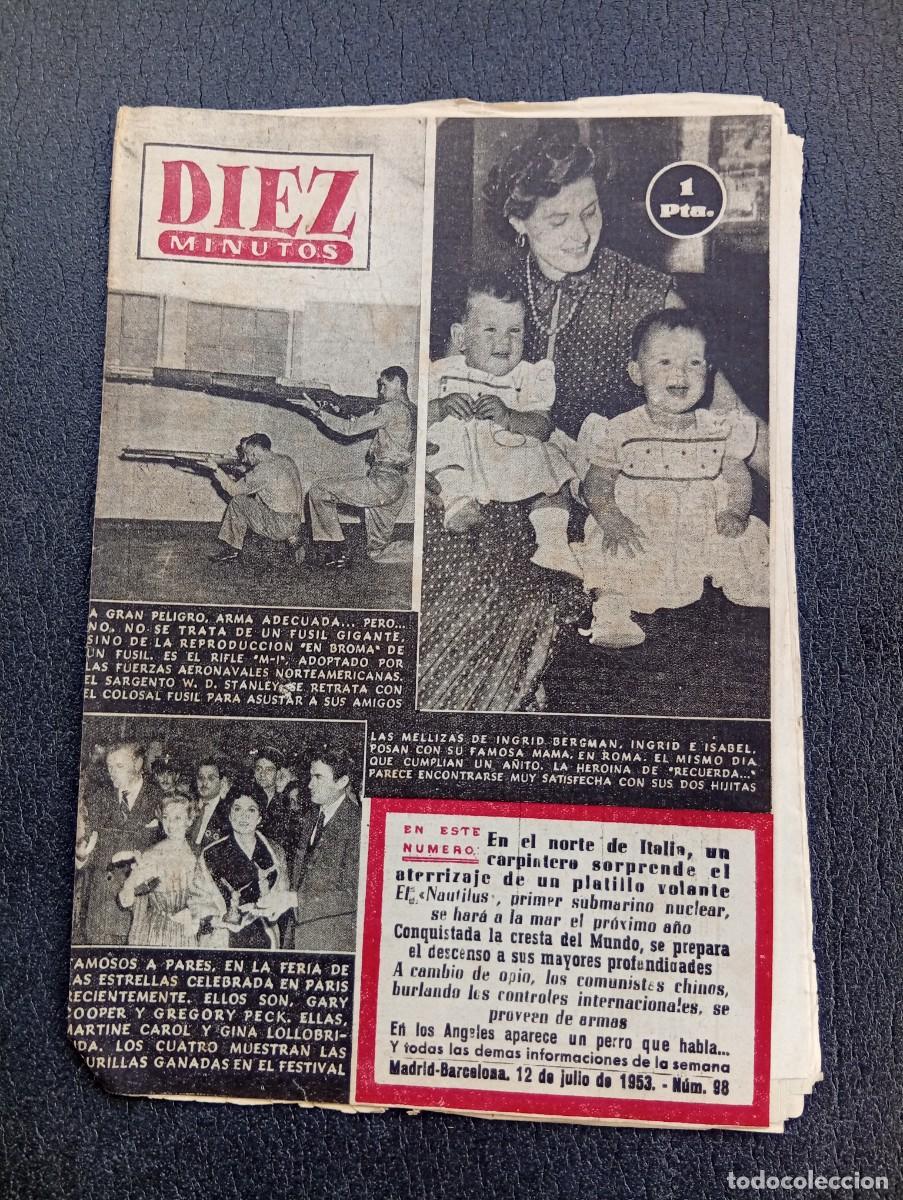 DIEZ
MINUTOS
1
Pta.
A GRAN PELIGRO, ARMA ADECUADA... PERO...
NO. NO SE TRATA DE UN FUSIL GIGANTE,
SINO DE LA REPRODUCCION "EN BROMA" DE
UN FUSIL. ES EL RIFLE "M-I", ADOPTADO POR
LAS FUERZAS AERONAVALES NORTEAMERICANAS.
EL SARGENTO W. D. STANLEY, SE RETRATA CON
EL COLOSAL FUSIL PARA ASUSTAR A SUS AMIGOS
LAS MELLIZAS DE INGRID BERGMAN, INGRID E ISABEL,
POSAN CON SU FAMOSA MAMA, EN ROMA, EL MISMO DIA
QUE CUMPLIAN UN AÑITO. LA HEROINA DE "RECUERDA..."
PARECE ENCONTRARSE MUY SATISFECHA CON SUS DOS HIJITAS
FAMOSOS A PARES, EN LA FERIA DE
AS ESTRELLAS CELEBRADA EN PARIS
RECIENTEMENTE. ELLOS SON, GARY
COOPER Y GREGORY PECK. ELLAS,
MARTINE CAROL Y GINA LOLLOBRI-
IDA. LOS CUATRO MUESTRAN LAS
URILLAS GANADAS EN EL FESTIVAL
EN ESTE
NUMERO:
En el norte de Italia, un
carpintero sorprende el
aterrizaje de un platillo volante
El «Nautilus», primer submarino nuclear,
se hará a la mar el próximo año
Conquistada la cresta del Mundo, se prepara
el descenso a sus mayores profundidades
A cambio de opio, los comunistas chinos,
burlando los controles internacionales, se
proveen de armas
En los Angeles aparece un perro que habla...
Y todas las demas informaciones de la semana
Madrid-Barcelona, 12 de julio de 1953. - Núm. 98
todocoleccion